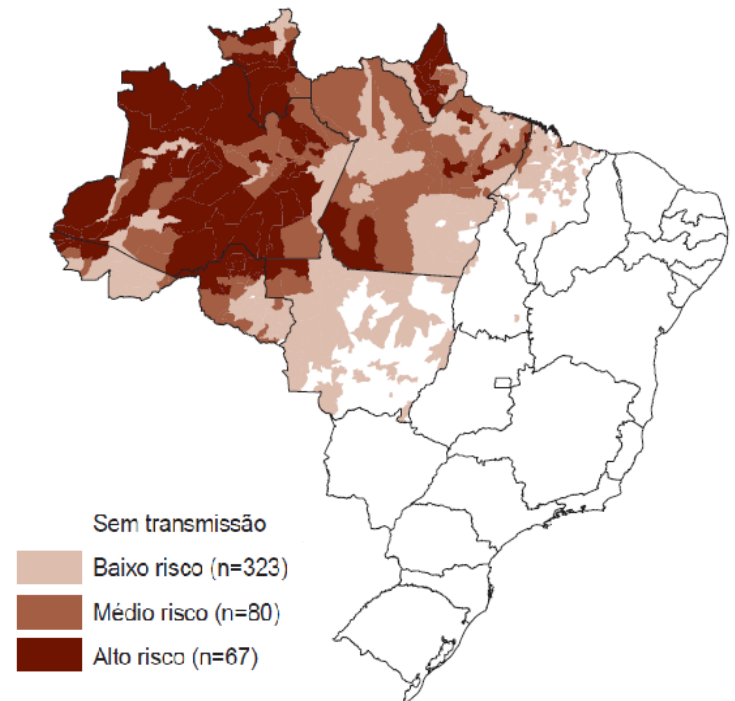 Sem transmissão
Baixo risco (n=323)
Médio risco (n=80)
Alto risco (n=67)